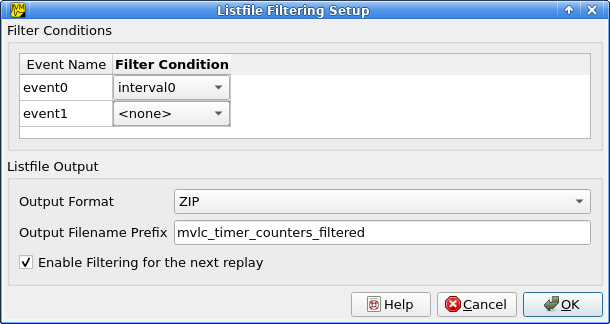 Listfile Filtering Setup
Filter Conditions
Event Name Filter Condition
event0 interval0
event1 <none>
Listfile Output
Output Format ZIP
Output Filename Prefix mvlc_timer_counters_filtered
Enable Filtering for the next replay
Help Cancel OK